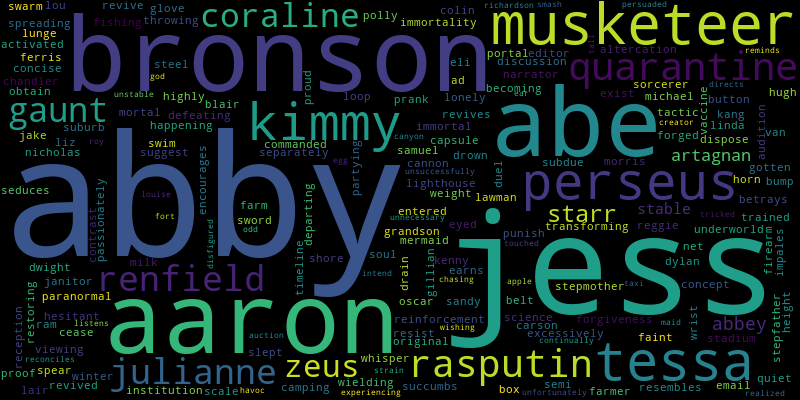 swarm lou revive glove polly colin richardson smash persuaded
fishing coraline immortality musketeer
spreading throwing
activated bronson steel eli portal editor altercation reminds
lunge
ferris discussion quarantine
concise god proud ad narrator
chandler unstable highly loop lonely becoming exist sorcerer hugh
obtain blair prank michael button
gaunt mortal defeating kimmy immortal revives abe tactic vaccine directs
suburb capsule kang creator
jake happening commanded canyon forged linda audition van
liz roy swim samuel drown duel dispose
nicholas suggest separately cannon subdue morris artagnan
abby encourages egg partying unsuccessfully gotten
contrast passionately lighthouse perseus horn bump
seduces louise farm departing weight lawman betrays
fort sword entered starr stable tricked trained
odd unnecessary transforming reggie underworld
disfigured grandson eyed punish jess net firearm impales
milk timeline shore soul mermaid touched dylan
dwight renfield intend drain gillian kenny chasing earns apple stepmother taxi concept
janitor
paranormal aaron oscar sandy belt wrist stepfather height
restoring hesitant reinforcement science forgiveness maid abbey
ram listens wishing carson excessively
cease auction resist original continually faint stadium
reception viewing slept
reconciles julianne zeus whisper rasputin tessa
proof spear winter strain semi quiet
lair revived institution scale havoc camping wielding succumbs box farmer resembles email
experiencing unfortunately realized